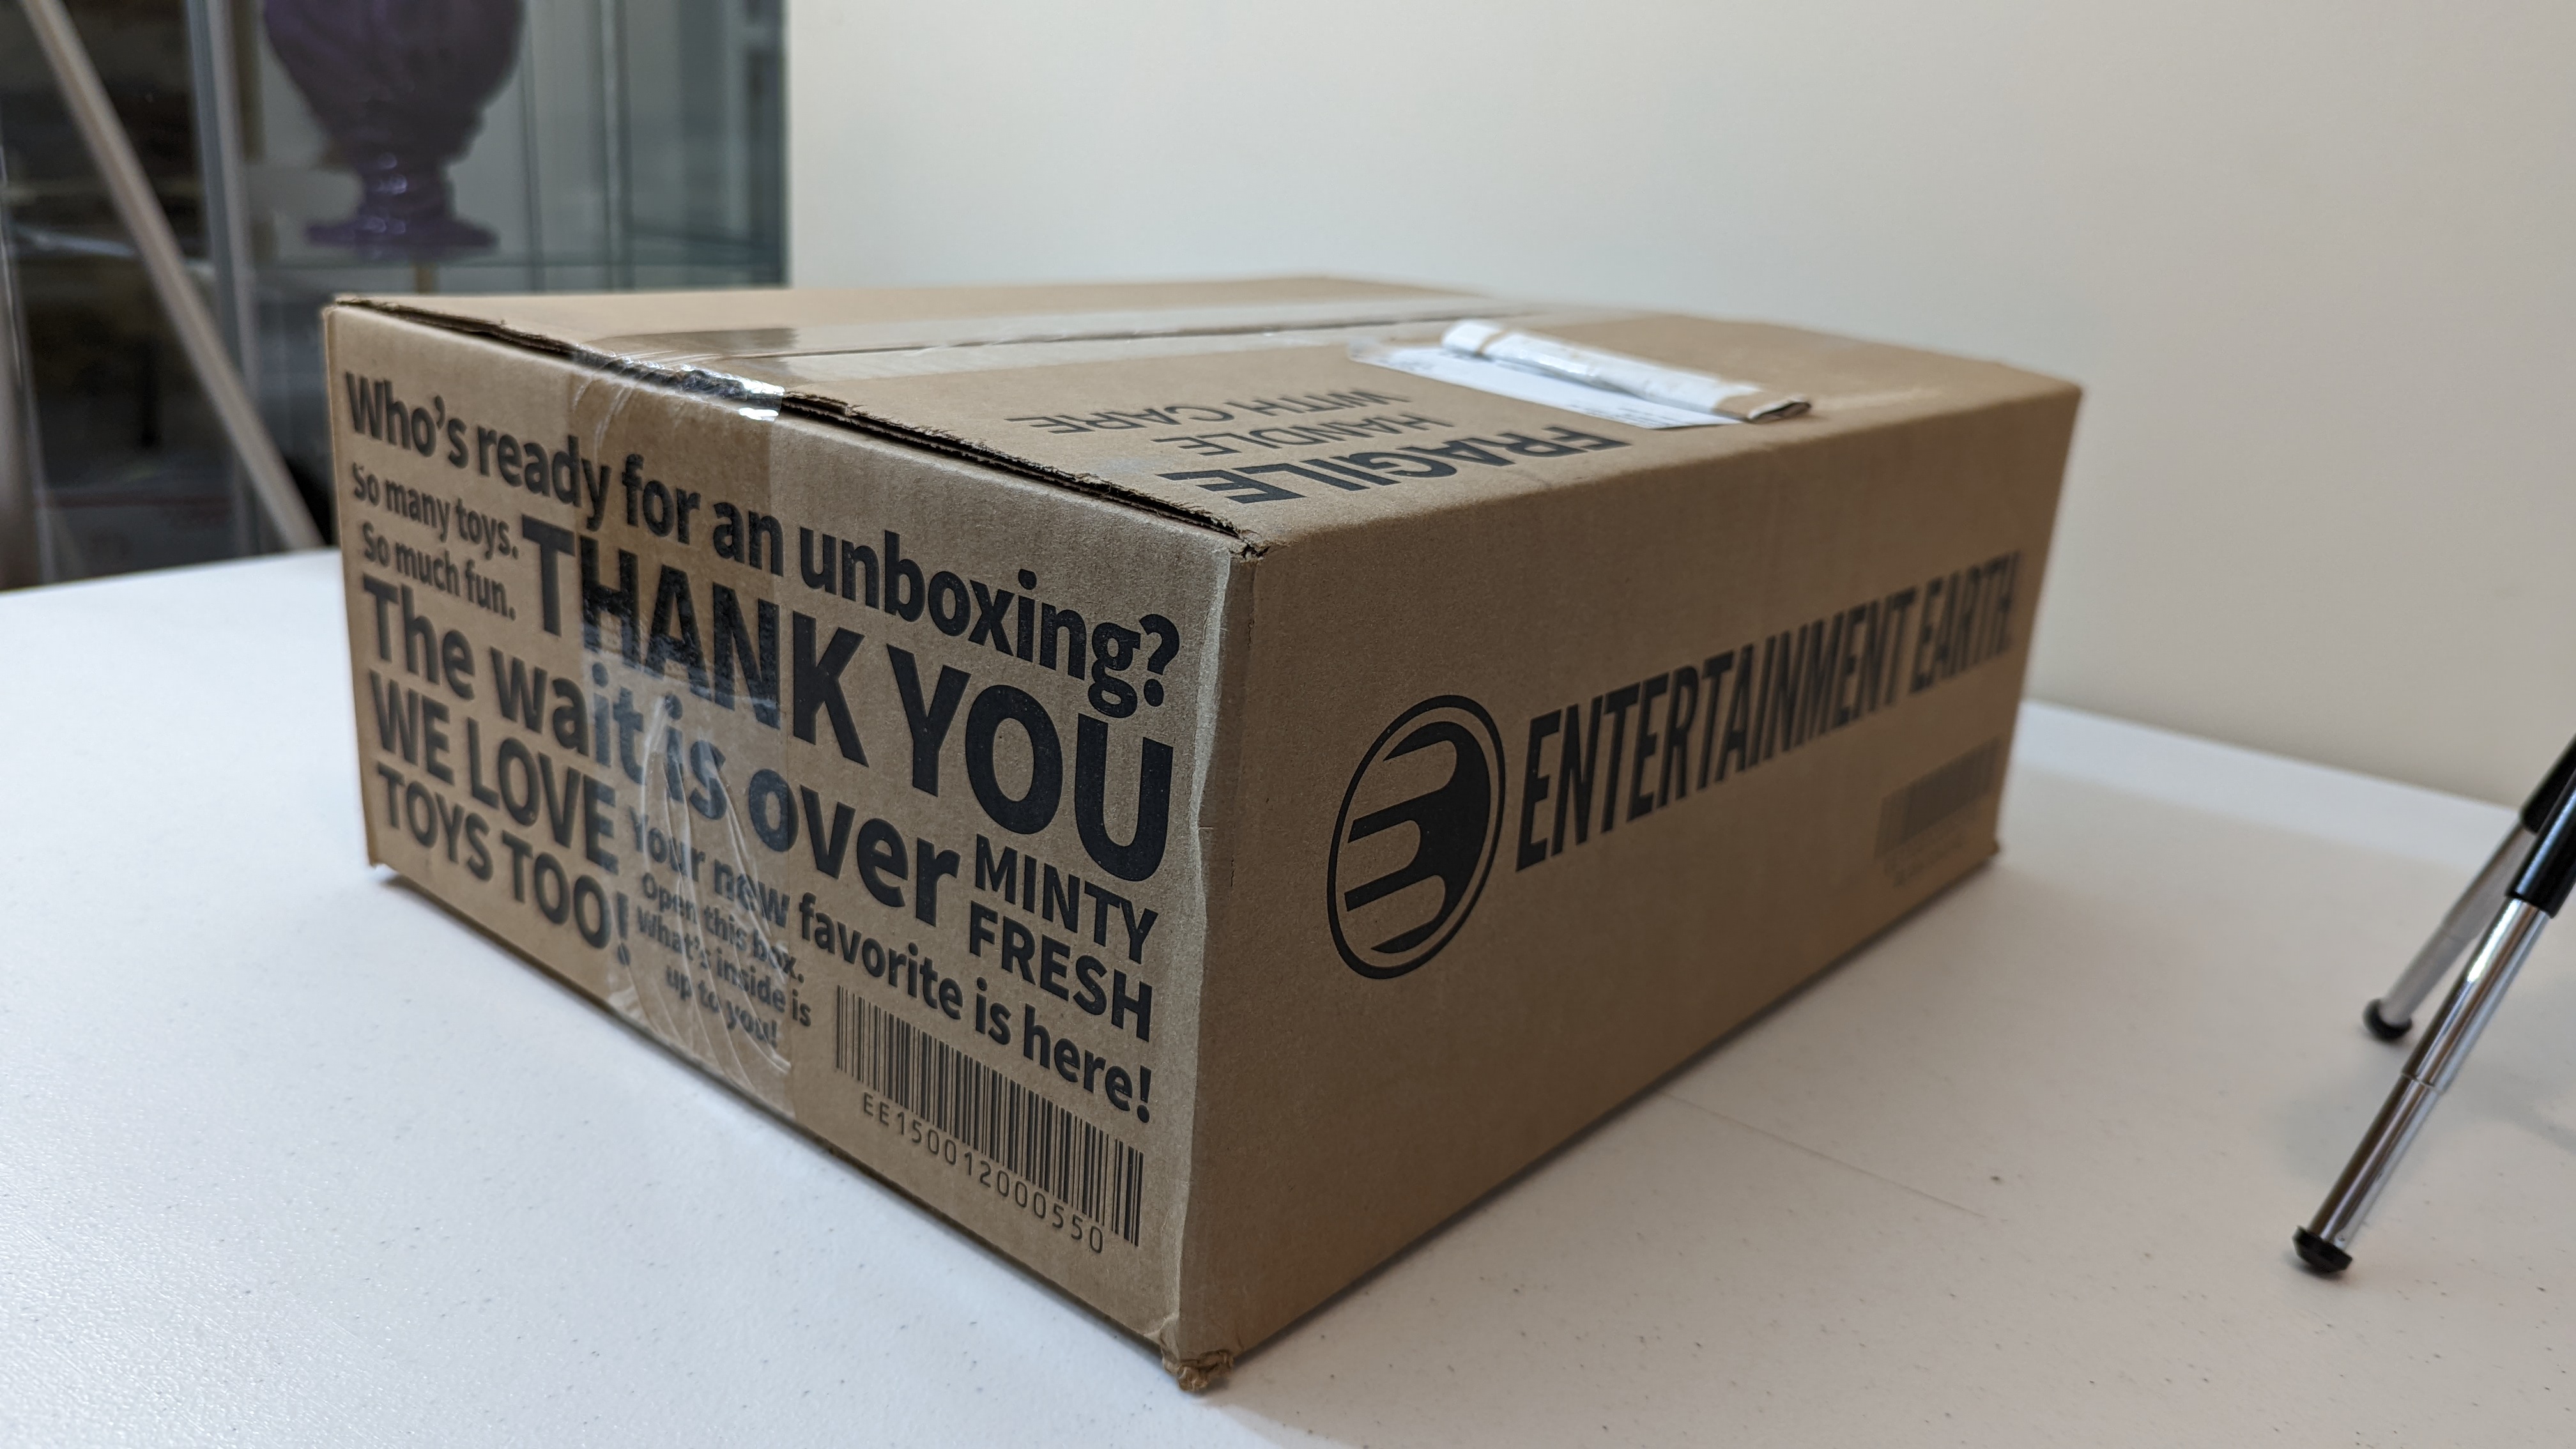 FRAGILE
HANDLE
WITH CARE
Who's ready for an unboxing?
So many toys.
So much fun.
THANK YOU
The wait is over
MINTY
FRESH
WE LOVE
TOYS TOO!
Your new favorite is here!
Open this box.
What's inside is
up to you!
EE150012000550
ENTERTAINMENT EARTH